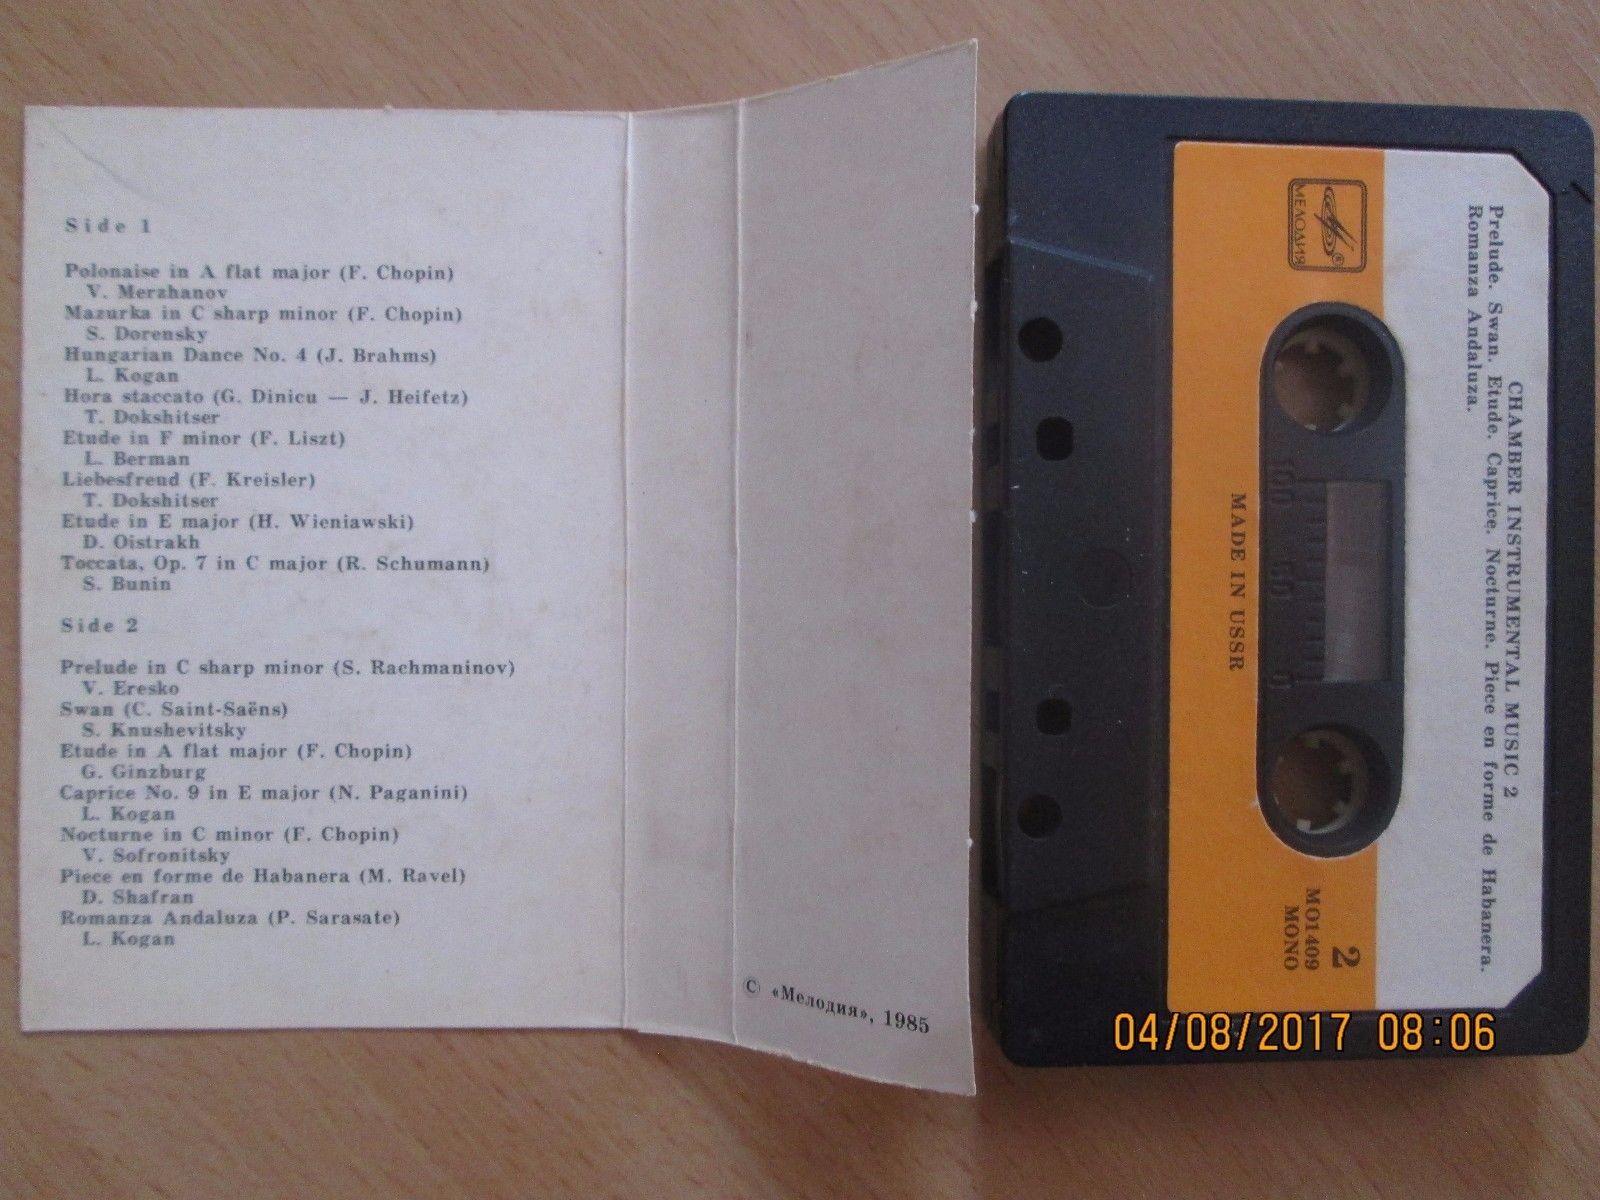 Side 1
Polonaise in A flat major (F. Chopin)
V. Merzhanov
Mazurka in C sharp minor (F. Chopin)
S. Dorensky
Hungarian Dance No. 4 (J. Brahms)
L. Kogan
Hora staccato (G. Dinicu — J. Heifetz)
T. Dokshitser
Etude in F minor (F. Liszt)
L. Berman
Liebesfreud (F. Kreisler)
T. Dokshitser
Etude in E major (H. Wieniawski)
D. Oistrakh
Toccata, Op. 7 in C major (R. Schumann)
S. Bunin
Side 2
Prelude in C sharp minor (S. Rachmaninov)
V. Eresko
Swan (C. Saint-Saëns)
S. Knushevitsky
Etude in A flat major (F. Chopin)
G. Ginzburg
Caprice No. 9 in E major (N. Paganini)
L. Kogan
Nocturne in C minor (F. Chopin)
V. Sofronitsky
Piece en forme de Habanera (M. Ravel)
D. Shafran
Romanza Andaluza (P. Sarasate)
L. Kogan
© «Мелодия», 1985
CHAMBER INSTRUMENTAL MUSIC 2
Prelude. Swan. Etude. Caprice. Nocturne. Piece en forme de Habanera.
Romanza Andaluza.
МЕЛОДИЯ
®
100 50 0
MADE IN USSR
2
MO1409
MONO
04/08/2017 08:06